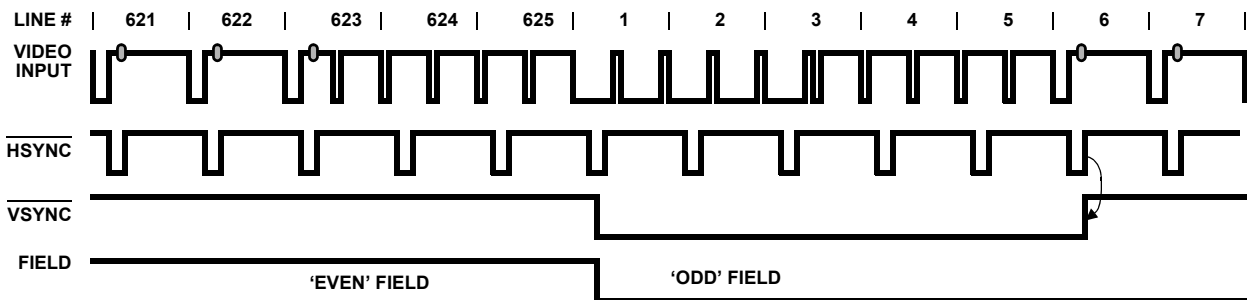 LINE # | 621 | 622 | 623 | 624 | 625 | 1 | 2 | 3 | 4 | 5 | 6 | 7 |
VIDEO
INPUT
HSYNC
VSYNC
FIELD
‘EVEN’ FIELD
‘ODD’ FIELD